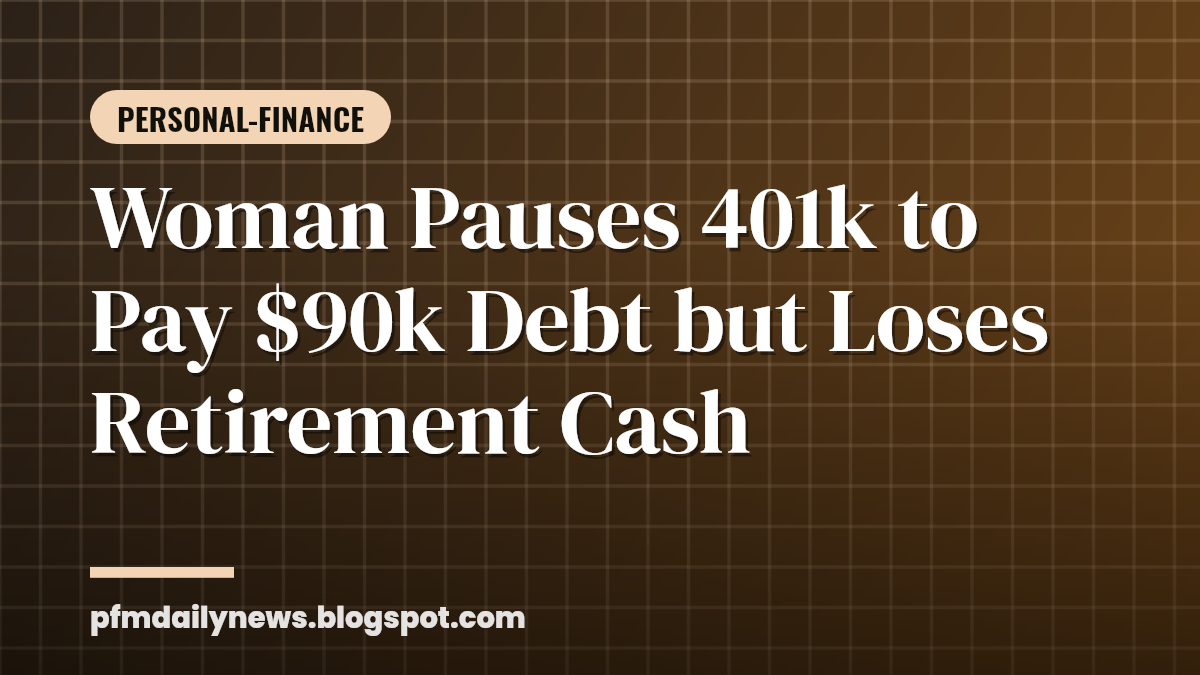 PERSONAL-FINANCE
Woman Pauses 401k to
Pay $90k Debt but Loses
Retirement Cash
pfmdailynews.blogspot.com